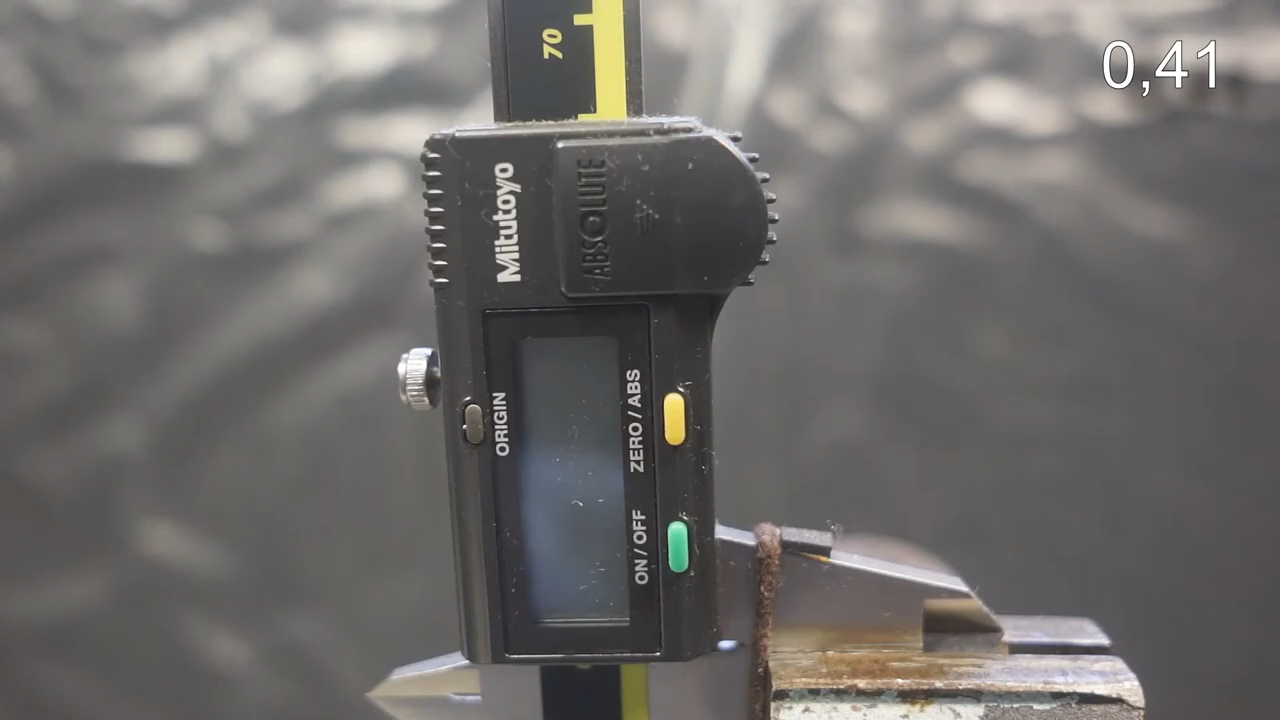 0,41
70
Mitutoyo
ABSOLUTE
ORIGIN
ZERO / ABS
ON / OFF